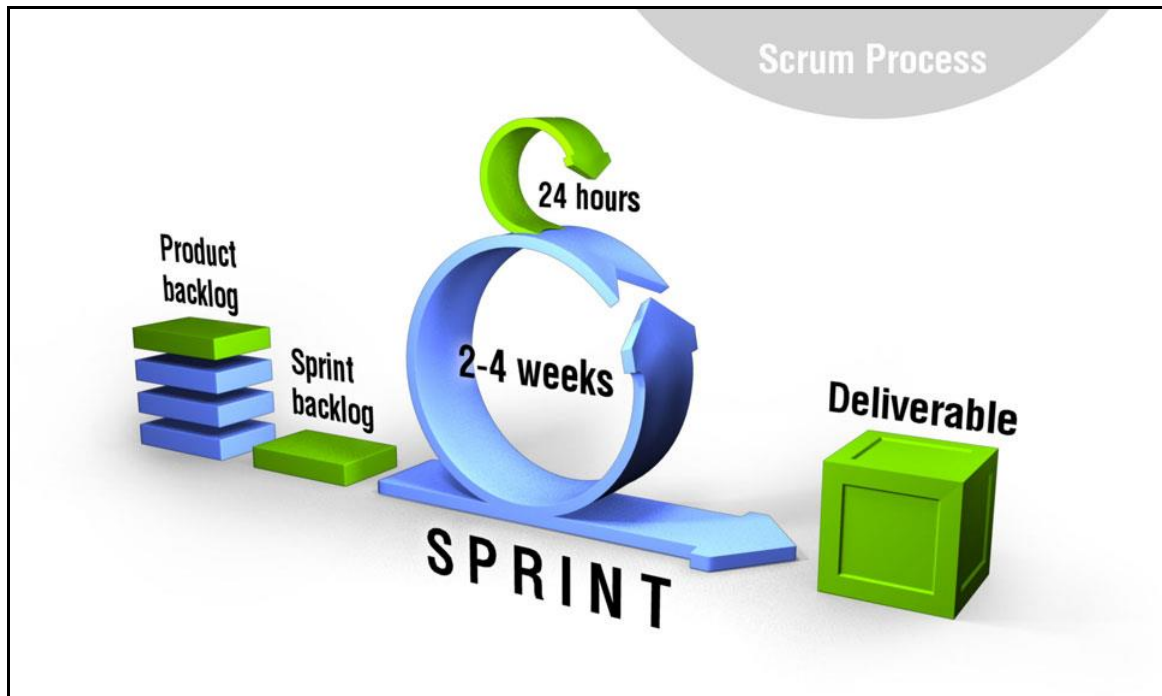 Scrum Process
24 hours
Product
backlog
Sprint
backlog
2-4 weeks
Deliverable
SPRINT